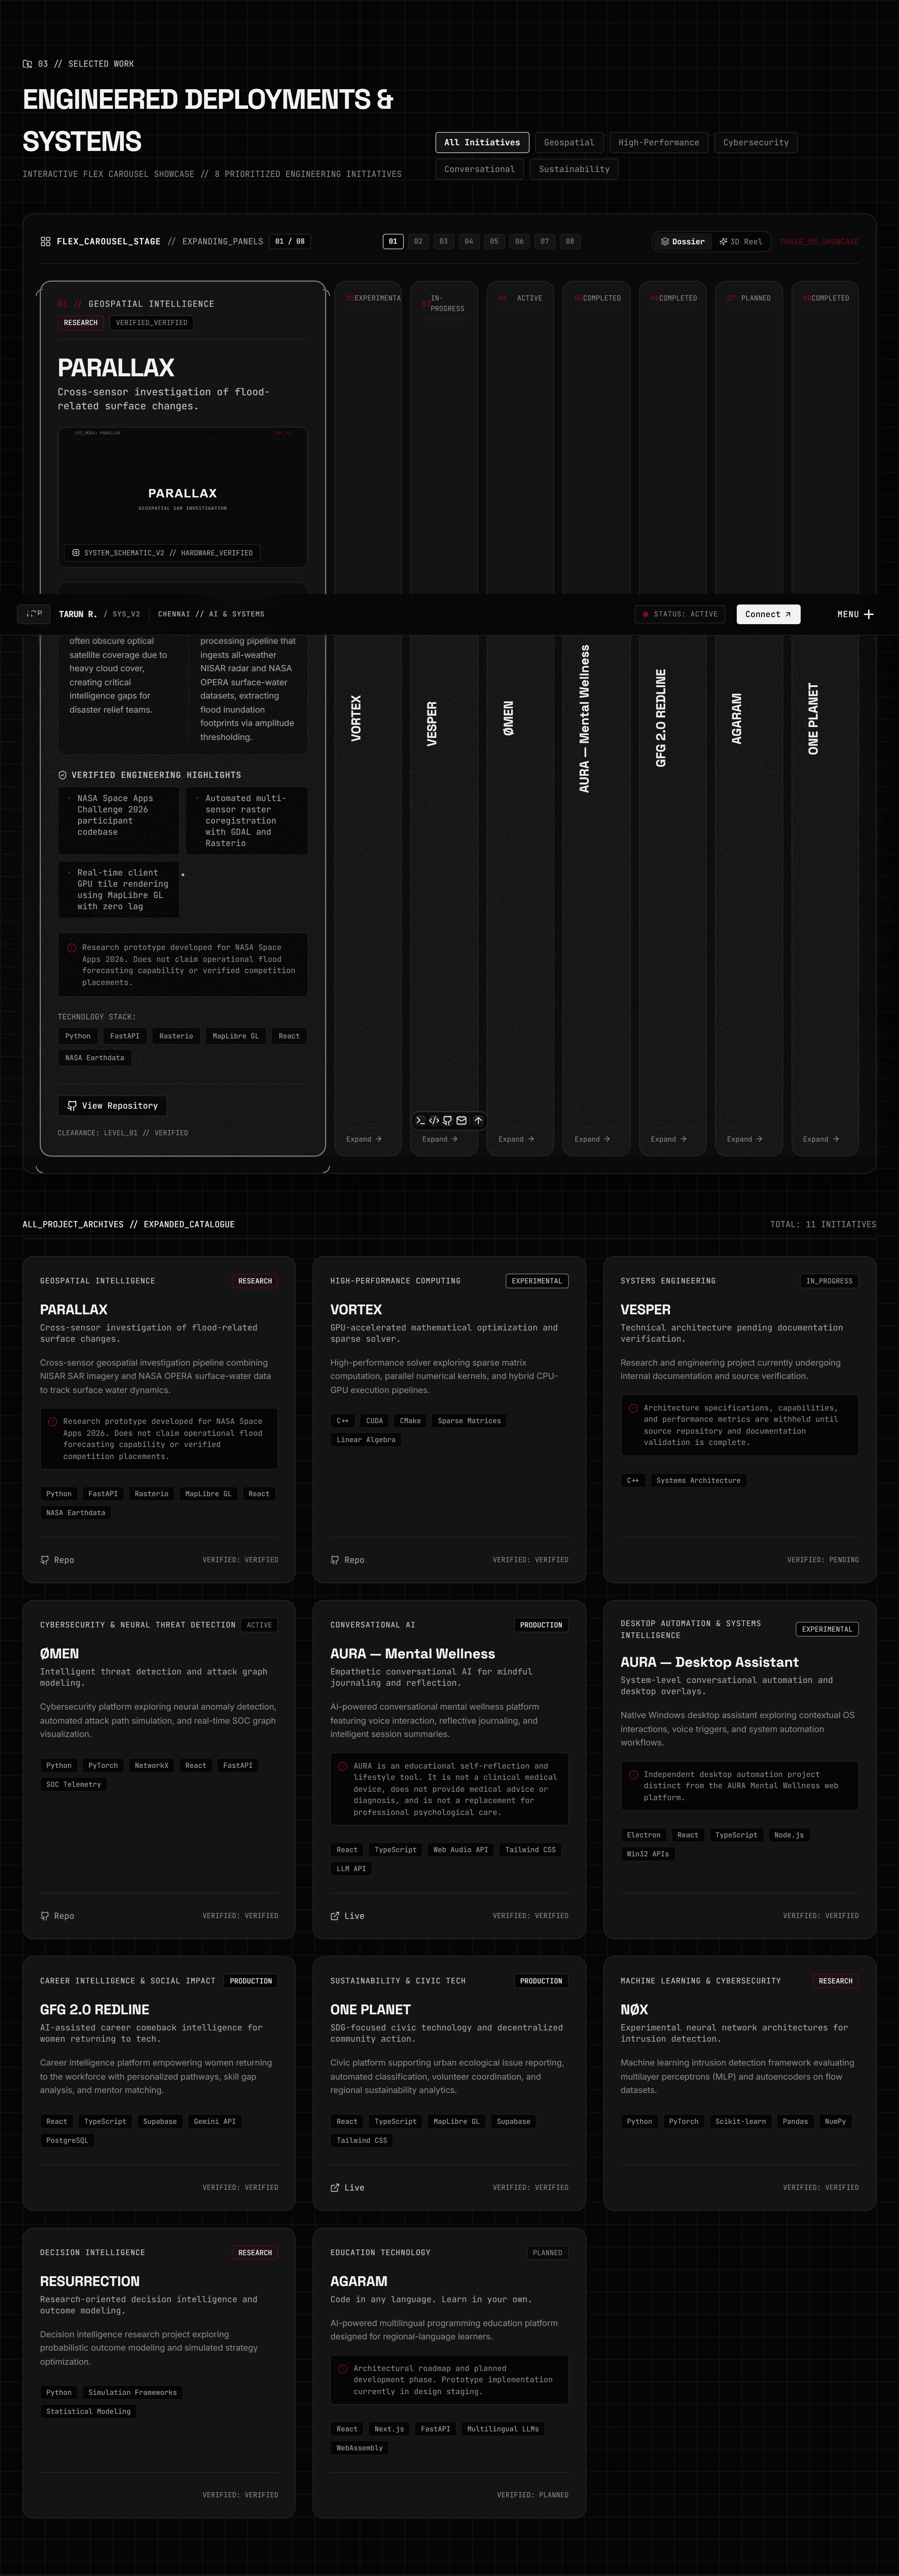 03 // SELECTED WORK
ENGINEERED DEPLOYMENTS &
SYSTEMS
INTERACTIVE FLEX CAROUSEL SHOWCASE // 8 PRIORITIZED ENGINEERING INITIATIVES
All Initiatives
Geospatial
High-Performance
Cybersecurity
Conversational
Sustainability
FLEX_CAROUSEL_STAGE // EXPANDING_PANELS 01 / 08
01 02 03 04 05 06 07 08
Dossier
3D Reel
PHASE_05_SHOWCASE
01 // GEOSPATIAL INTELLIGENCE
RESEARCH
VERIFIED_VERIFIED
PARALLAX
Cross-sensor investigation of flood-
related surface changes.
SYS_NODE: PARALLAX
PARALLAX
GEOSPATIAL SAR INVESTIGATION
SYSTEM_SCHEMATIC_V2 // HARDWARE_VERIFIED
TARUN R. / SYS_V2
CHENNAI // AI & SYSTEMS
STATUS: ACTIVE
Connect
MENU
often obscure optical
satellite coverage due to
heavy cloud cover,
creating critical
intelligence gaps for
disaster relief teams.
processing pipeline that
ingests all-weather
NISAR radar and NASA
OPERA surface-water
datasets, extracting
flood inundation
footprints via amplitude
thresholding.
VERIFIED ENGINEERING HIGHLIGHTS
NASA Space Apps
Challenge 2026
participant
codebase
Automated multi-
sensor raster
coregistration
with GDAL and
Rasterio
Real-time client
GPU tile rendering
using MapLibre GL
with zero lag
Research prototype developed for NASA Space
Apps 2026. Does not claim operational flood
forecasting capability or verified competition
placements.
TECHNOLOGY STACK:
Python
FastAPI
Rasterio
MapLibre GL
React
NASA Earthdata
View Repository
CLEARANCE: LEVEL_01 // VERIFIED
02 EXPERIMENTA
VORTEX
Expand →
03 IN-
PROGRESS
VESPER
Expand →
04 ACTIVE
ØMEN
Expand →
05 COMPLETED
AURA — Mental Wellness
Expand →
06 COMPLETED
GFG 2.0 REDLINE
Expand →
07 PLANNED
AGARAM
Expand →
08 COMPLETED
ONE PLANET
Expand →
ALL_PROJECT_ARCHIVES // EXPANDED_CATALOGUE
TOTAL: 11 INITIATIVES
GEOSPATIAL INTELLIGENCE
RESEARCH
PARALLAX
Cross-sensor investigation of flood-related
surface changes.
Cross-sensor geospatial investigation pipeline combining
NISAR SAR imagery and NASA OPERA surface-water data
to track surface water dynamics.
Research prototype developed for NASA Space
Apps 2026. Does not claim operational flood
forecasting capability or verified
competition placements.
Python
FastAPI
Rasterio
MapLibre GL
React
NASA Earthdata
Repo
VERIFIED: VERIFIED
HIGH-PERFORMANCE COMPUTING
EXPERIMENTAL
VORTEX
GPU-accelerated mathematical optimization and
sparse solver.
High-performance solver exploring sparse matrix
computation, parallel numerical kernels, and hybrid CPU-
GPU execution pipelines.
C++
CUDA
CMake
Sparse Matrices
Linear Algebra
Repo
VERIFIED: VERIFIED
SYSTEMS ENGINEERING
IN_PROGRESS
VESPER
Technical architecture pending documentation
verification.
Research and engineering project currently undergoing
internal documentation and source verification.
Architecture specifications, capabilities,
and performance metrics are withheld until
source repository and documentation
validation is complete.
C++
Systems Architecture
VERIFIED: PENDING
CYBERSECURITY & NEURAL THREAT DETECTION
ACTIVE
ØMEN
Intelligent threat detection and attack graph
modeling.
Cybersecurity platform exploring neural anomaly detection,
automated attack path simulation, and real-time SOC graph
visualization.
Python
PyTorch
NetworkX
React
FastAPI
SOC Telemetry
Repo
VERIFIED: VERIFIED
CONVERSATIONAL AI
PRODUCTION
AURA — Mental Wellness
Empathetic conversational AI for mindful
journaling and reflection.
AI-powered conversational mental wellness platform
featuring voice interaction, reflective journaling, and
intelligent session summaries.
AURA is an educational self-reflection and
lifestyle tool. It is not a clinical medical
device, does not provide medical advice or
diagnosis, and is not a replacement for
professional psychological care.
React
TypeScript
Web Audio API
Tailwind CSS
LLM API
Live
VERIFIED: VERIFIED
DESKTOP AUTOMATION & SYSTEMS
INTELLIGENCE
EXPERIMENTAL
AURA — Desktop Assistant
System-level conversational automation and
desktop overlays.
Native Windows desktop assistant exploring contextual OS
interactions, voice triggers, and system automation
workflows.
Independent desktop automation project
distinct from the AURA Mental Wellness web
platform.
Electron
React
TypeScript
Node.js
Win32 APIs
VERIFIED: VERIFIED
CAREER INTELLIGENCE & SOCIAL IMPACT
PRODUCTION
GFG 2.0 REDLINE
AI-assisted career comeback intelligence for
women returning to tech.
Career intelligence platform empowering women returning
to the workforce with personalized pathways, skill gap
analysis, and mentor matching.
React
TypeScript
Supabase
Gemini API
PostgreSQL
VERIFIED: VERIFIED
SUSTAINABILITY & CIVIC TECH
PRODUCTION
ONE PLANET
SDG-focused civic technology and decentralized
community action.
Civic platform supporting urban ecological issue reporting,
automated classification, volunteer coordination, and
regional sustainability analytics.
React
TypeScript
MapLibre GL
Supabase
Tailwind CSS
Live
VERIFIED: VERIFIED
MACHINE LEARNING & CYBERSECURITY
RESEARCH
NØX
Experimental neural network architectures for
intrusion detection.
Machine learning intrusion detection framework evaluating
multilayer perceptrons (MLP) and autoencoders on flow
datasets.
Python
PyTorch
Scikit-learn
Pandas
NumPy
VERIFIED: VERIFIED
DECISION INTELLIGENCE
RESEARCH
RESURRECTION
Research-oriented decision intelligence and
outcome modeling.
Decision intelligence research project exploring
probabilistic outcome modeling and simulated strategy
optimization.
Python
Simulation Frameworks
Statistical Modeling
VERIFIED: VERIFIED
EDUCATION TECHNOLOGY
PLANNED
AGARAM
Code in any language. Learn in your own.
AI-powered multilingual programming education platform
designed for regional-language learners.
Architectural roadmap and planned
development phase. Prototype implementation
currently in design staging.
React
Next.js
FastAPI
Multilingual LLMs
WebAssembly
VERIFIED: PLANNED